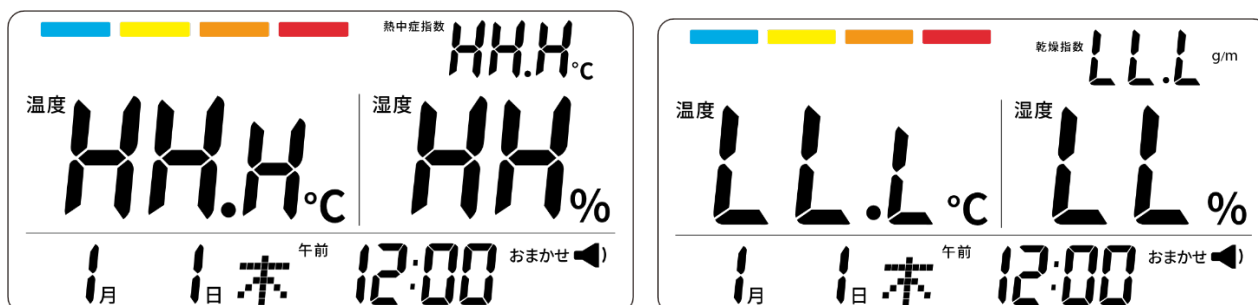 熱中症指数 HH.H ℃
温度 HH.H ℃
湿度 HH %
1月 1日 木 午前 12:00 おまかせ
乾燥指数 LL.L g/m
温度 LL.L ℃
湿度 LL %
1月 1日 木 午前 12:00 おまかせ